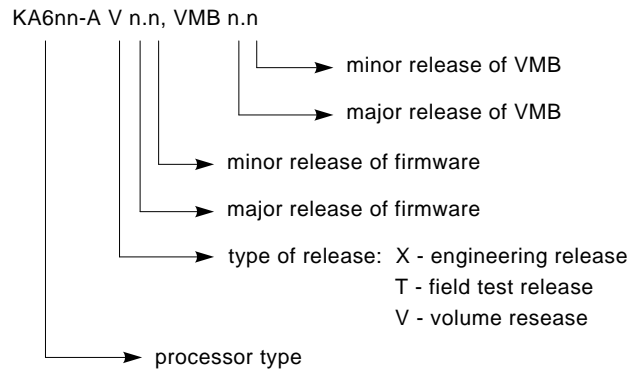 KA6nn-A V n.n, VMB n.n
minor release of VMB
major release of VMB
minor release of firmware
major release of firmware
type of release: X - engineering release
T - field test release
V - volume resease
processor type